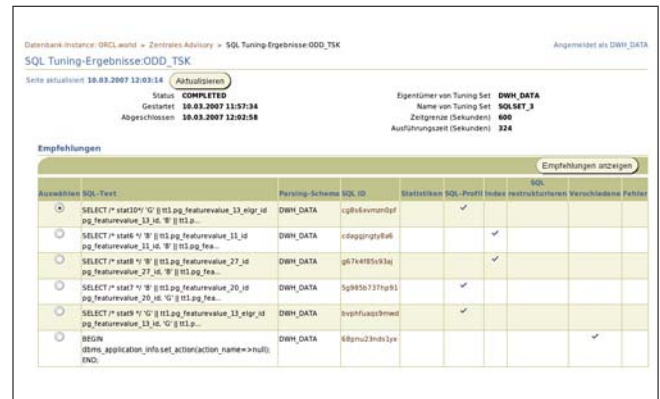 Datenbank-Instance: ORCL.world > Zentrales Advisory > SQL Tuning-Ergebnisse:ODD_TSK
Angemeldet als DWH_DATA
SQL Tuning-Ergebnisse:ODD_TSK
Seite aktualisiert 10.03.2007 12:03:14 Aktualisieren
Status COMPLETED
Gestartet 10.03.2007 11:57:34
Abgeschlossen 10.03.2007 12:02:58
Eigentümer von Tuning Set DWH_DATA
Name von Tuning Set SQLSET_3
Zeitgrenze (Sekunden) 600
Ausführungszeit (Sekunden) 324
Empfehlungen
Empfehlungen anzeigen
Auswählen SQL-Text Parsing-Schema SQL ID Statistiken SQL-Profil Index SQL restrukturieren Verschiedene Fehler
SELECT /* stat10*/ 'G' || tt1.pg_featurevalue_13_elgr_id DWH_DATA
pg_featurevalue_13_id, 'B' || tt1.p...
SELECT /* stat6 */ 'B' || tt1.pg_featurevalue_11_id DWH_DATA cdaggjngty8a6
pg_featurevalue_11_id, 'B' || tt1.pg_fea...
SELECT /* stat8 */ 'B' || tt1.pg_featurevalue_27_id DWH_DATA g67k4f85s93aj
pg_featurevalue_27_id, 'B' || tt1.pg_fea...
SELECT /* stat7 */ 'B' || tt1.pg_featurevalue_20_id DWH_DATA 5g985b737hp91
pg_featurevalue_20_id, 'G' || tt1.pg_fea...
SELECT /* stat9 */ 'G' || tt1.pg_featurevalue_13_elgr_id DWH_DATA
pg_featurevalue_13_id, 'G' || tt1.p...
BEGIN DWH_DATA
dbms_application_info.set_action(action_name=>null);
END;